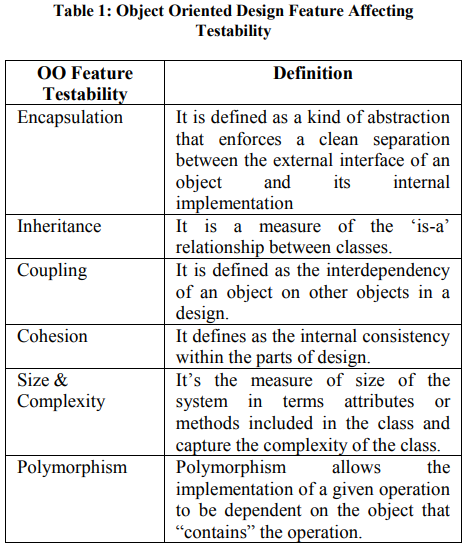 Table 1: Object Oriented Design Feature Affecting
Testability
OO Feature
Testability
Definition
Encapsulation
It is defined as a kind of abstraction
that enforces a clean separation
between the external interface of an
object and its internal
implementation
Inheritance
It is a measure of the ‘is-a’
relationship between classes.
Coupling
It is defined as the interdependency
of an object on other objects in a
design.
Cohesion
It defines as the internal consistency
within the parts of design.
Size &
Complexity
It’s the measure of size of the
system in terms attributes or
methods included in the class and
capture the complexity of the class.
Polymorphism
Polymorphism allows the
implementation of a given operation
to be dependent on the object that
“contains” the operation.